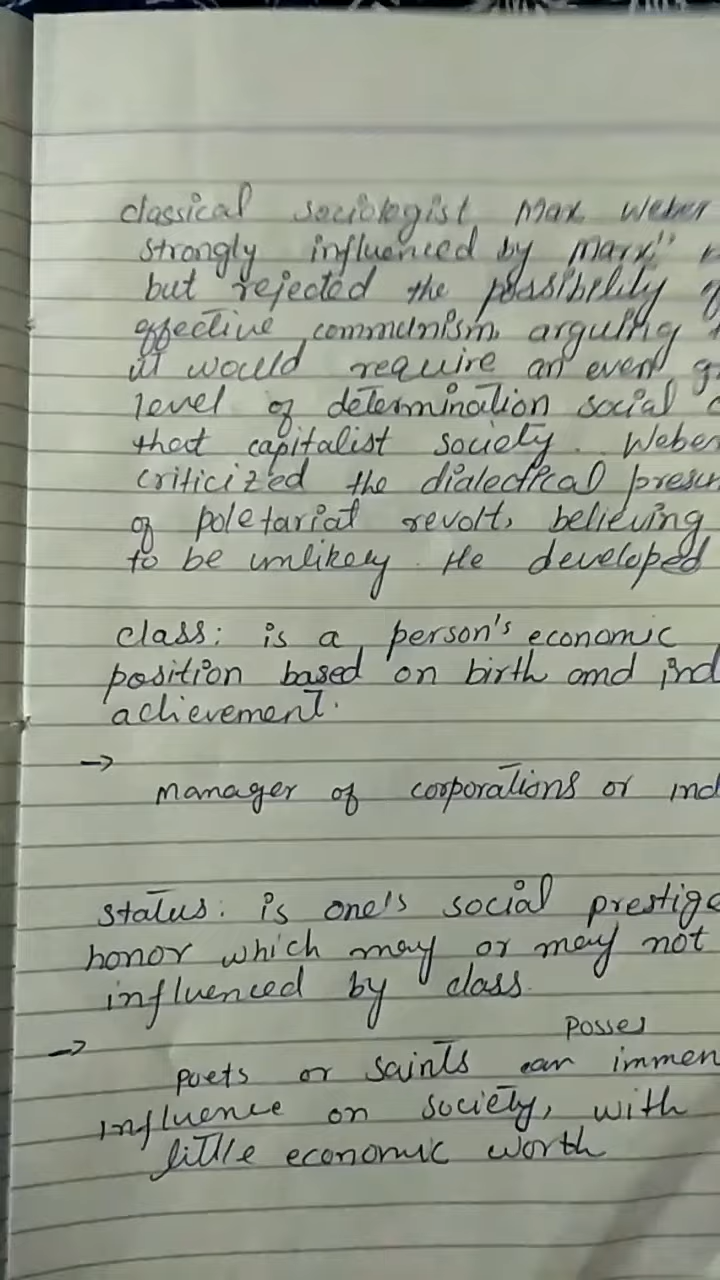 classical sociologist Max Weber
strongly influenced by Marx"
but rejected the possibility
effective communism, arguing
it would require an even
level of determination social
that capitalist society. Weber
criticized the dialectical
of poletariat revolt, believing
to be unlikey. He developed
class: is a person's economic
position based on birth and ind
achievement.
→
manager of corporations or ind
status: is one's social prestige
honor which may or may not
influenced by class.
→ posses
poets or saints can immen
influence on society, with
little economic worth